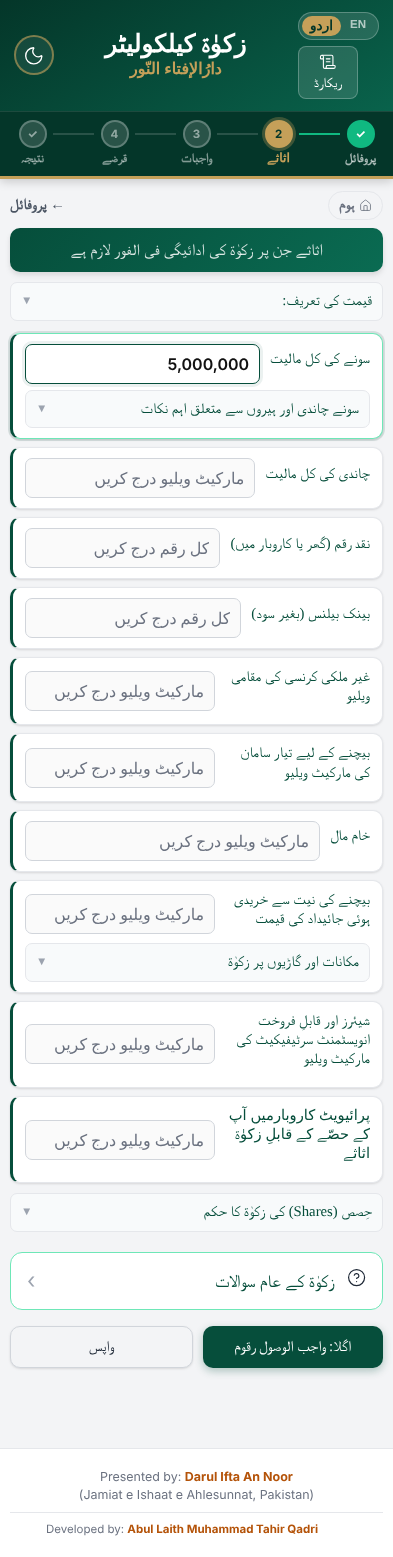 EN
اردو
ریکارڈ
زکوٰۃ کیلکولیٹر
دارُالإفتاء النّور
پروفائل
2
اثاثے
3
واجبات
4
قرضے
نتیجہ
ہوم
← پروفائل
اثاثے جن پر زکوٰۃ کی ادائیگی فی الفور لازم ہے
قیمت کی تعریف:
سونے کی کل مالیت
5,000,000
سونے چاندی اور ہیروں سے متعلق اہم نکات
چاندی کی کل مالیت
مارکیٹ ویلیو درج کریں
نقد رقم (گھر یا کاروبار میں)
کل رقم درج کریں
بینک بیلنس (بغیر سود)
کل رقم درج کریں
غیر ملکی کرنسی کی مقامی
ویلیو
مارکیٹ ویلیو درج کریں
بیچنے کے لیے تیار سامان
کی مارکیٹ ویلیو
مارکیٹ ویلیو درج کریں
خام مال
مارکیٹ ویلیو درج کریں
بیچنے کی نیت سے خریدی
ہوئی جائیداد کی قیمت
مارکیٹ ویلیو درج کریں
مکانات اور گاڑیوں پر زکوٰۃ
شیئرز اور قابلِ فروخت
انویسٹمنٹ سرٹیفیکیٹ کی
مارکیٹ ویلیو
مارکیٹ ویلیو درج کریں
پرائیویٹ کاروبارمیں آپ
کے حصّے کے قابلِ زکوٰۃ
اثاثے
مارکیٹ ویلیو درج کریں
حِصص (Shares) کی زکوٰۃ کا حکم
زکوٰۃ کے عام سوالات
اگلا: واجب الوصول رقوم
واپس
Presented by: Darul Ifta An Noor
(Jamiat e Ishaat e Ahlesunnat, Pakistan)
Developed by: Abul Laith Muhammad Tahir Qadri